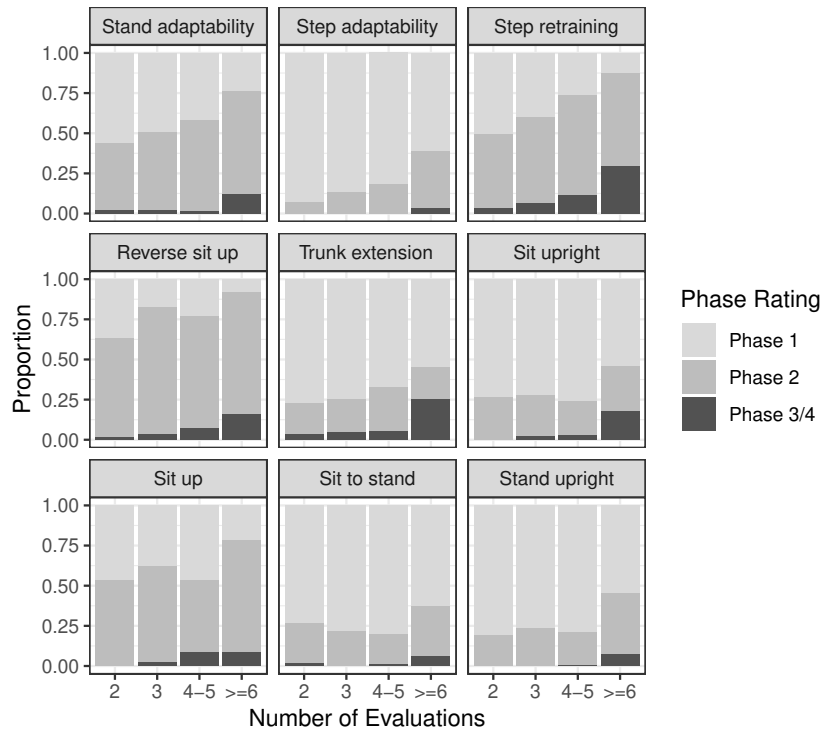 Stand adaptability Step adaptability Step retraining
1.00
0.75
0.50
0.25
0.00
Reverse sit up Trunk extension Sit upright
1.00
0.75
0.50
0.25
0.00
Sit up Sit to stand Stand upright
1.00
0.75
0.50
0.25
0.00
2 3 4−5 >=6 2 3 4−5 >=6 2 3 4−5 >=6
Number of Evaluations
Proportion
Phase Rating
Phase 1
Phase 2
Phase 3/4